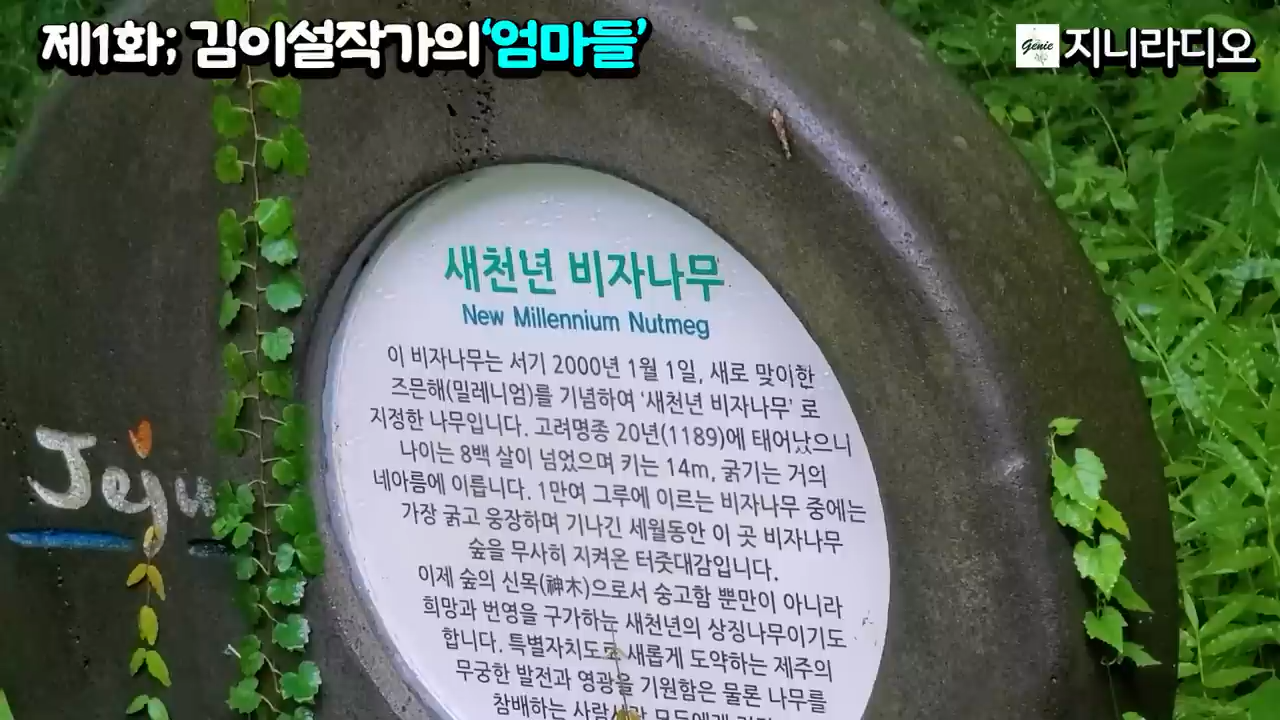 제1화; 김이설작가의 '엄마들'
Genie
지니라디오
새천년 비자나무
New Millennium Nutmeg
이 비자나무는 서기 2000년 1월 1일, 새로 맞이한
즈믄해(밀레니엄)를 기념하여 '새천년 비자나무' 로
지정한 나무입니다. 고려명종 20년(1189)에 태어났으니
나이는 8백 살이 넘었으며 키는 14m, 굵기는 거의
네아름에 이릅니다. 1만여 그루에 이르는 비자나무 중에는
가장 굵고 웅장하며 기나긴 세월동안 이 곳 비자나무
숲을 무사히 지켜온 터줏대감입니다.
이제 숲의 신목(神木)으로서 숭고함 뿐만이 아니라
희망과 번영을 구가하는 새천년의 상징나무이기도
합니다. 특별자치도로 새롭게 도약하는 제주의
무궁한 발전과 영광을 기원함은 물론 나무를
참배하는 사람사람 모두에게
Jeju